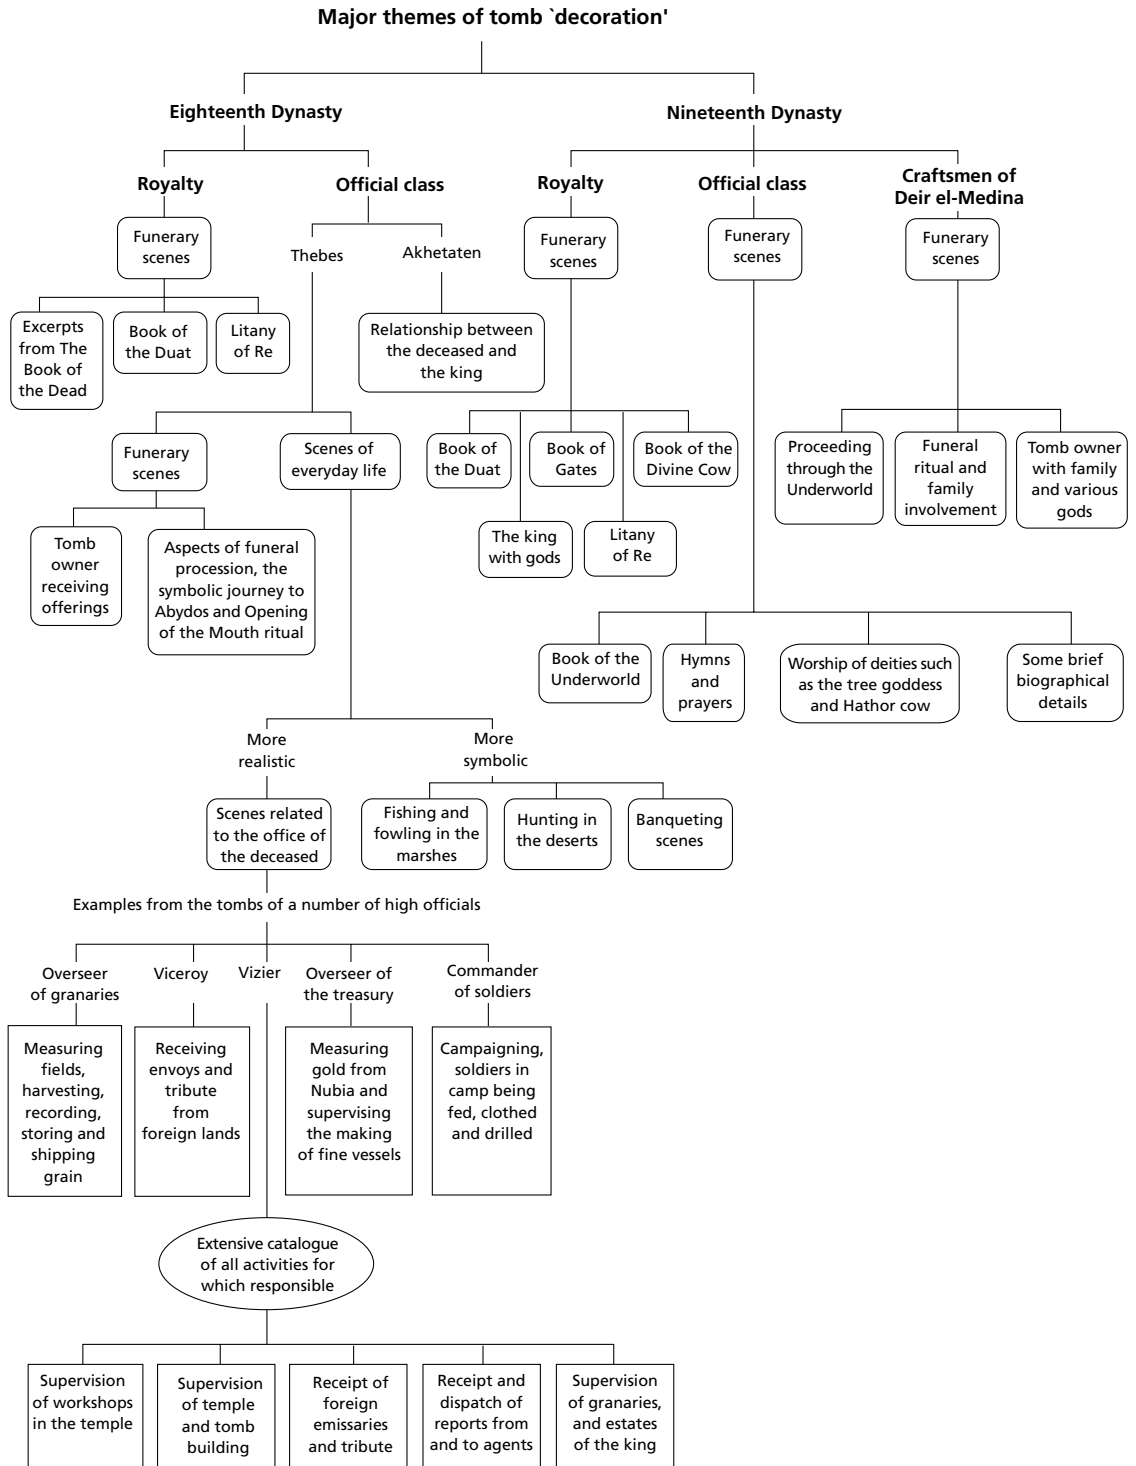 Major themes of tomb `decoration'
Eighteenth Dynasty
Nineteenth Dynasty
Royalty
Official class
Royalty
Official class
Craftsmen of
Deir el-Medina
Funerary
scenes
Thebes
Akhetaten
Funerary
scenes
Funerary
scenes
Funerary
scenes
Excerpts
from The
Book of
the Dead
Book of
the Duat
Litany
of Re
Relationship between
the deceased and
the king
Funerary
scenes
Scenes of
everyday life
Book of
the Duat
Book of
Gates
Book of the
Divine Cow
Proceeding
through the
Underworld
Funeral
ritual and
family
involvement
Tomb owner
with family
and various
gods
Tomb
owner
receiving
offerings
Aspects of funeral
procession, the
symbolic journey to
Abydos and Opening
of the Mouth ritual
The king
with gods
Litany
of Re
Book of the
Underworld
Hymns
and
prayers
Worship of deities such
as the tree goddess
and Hathor cow
Some brief
biographical
details
More
realistic
More
symbolic
Scenes related
to the office of
the deceased
Fishing and
fowling in the
marshes
Hunting in
the deserts
Banqueting
scenes
Examples from the tombs of a number of high officials
Overseer
of granaries
Viceroy
Vizier
Overseer of
the treasury
Commander
of soldiers
Measuring
fields,
harvesting,
recording,
storing and
shipping
grain
Receiving
envoys and
tribute
from
foreign lands
Measuring
gold from
Nubia and
supervising
the making
of fine vessels
Campaigning,
soldiers in
camp being
fed, clothed
and drilled
Extensive catalogue
of all activities for
which responsible
Supervision
of workshops
in the temple
Supervision
of temple
and tomb
building
Receipt of
foreign
emissaries
and tribute
Receipt and
dispatch of
reports from
and to agents
Supervision
of granaries,
and estates
of the king